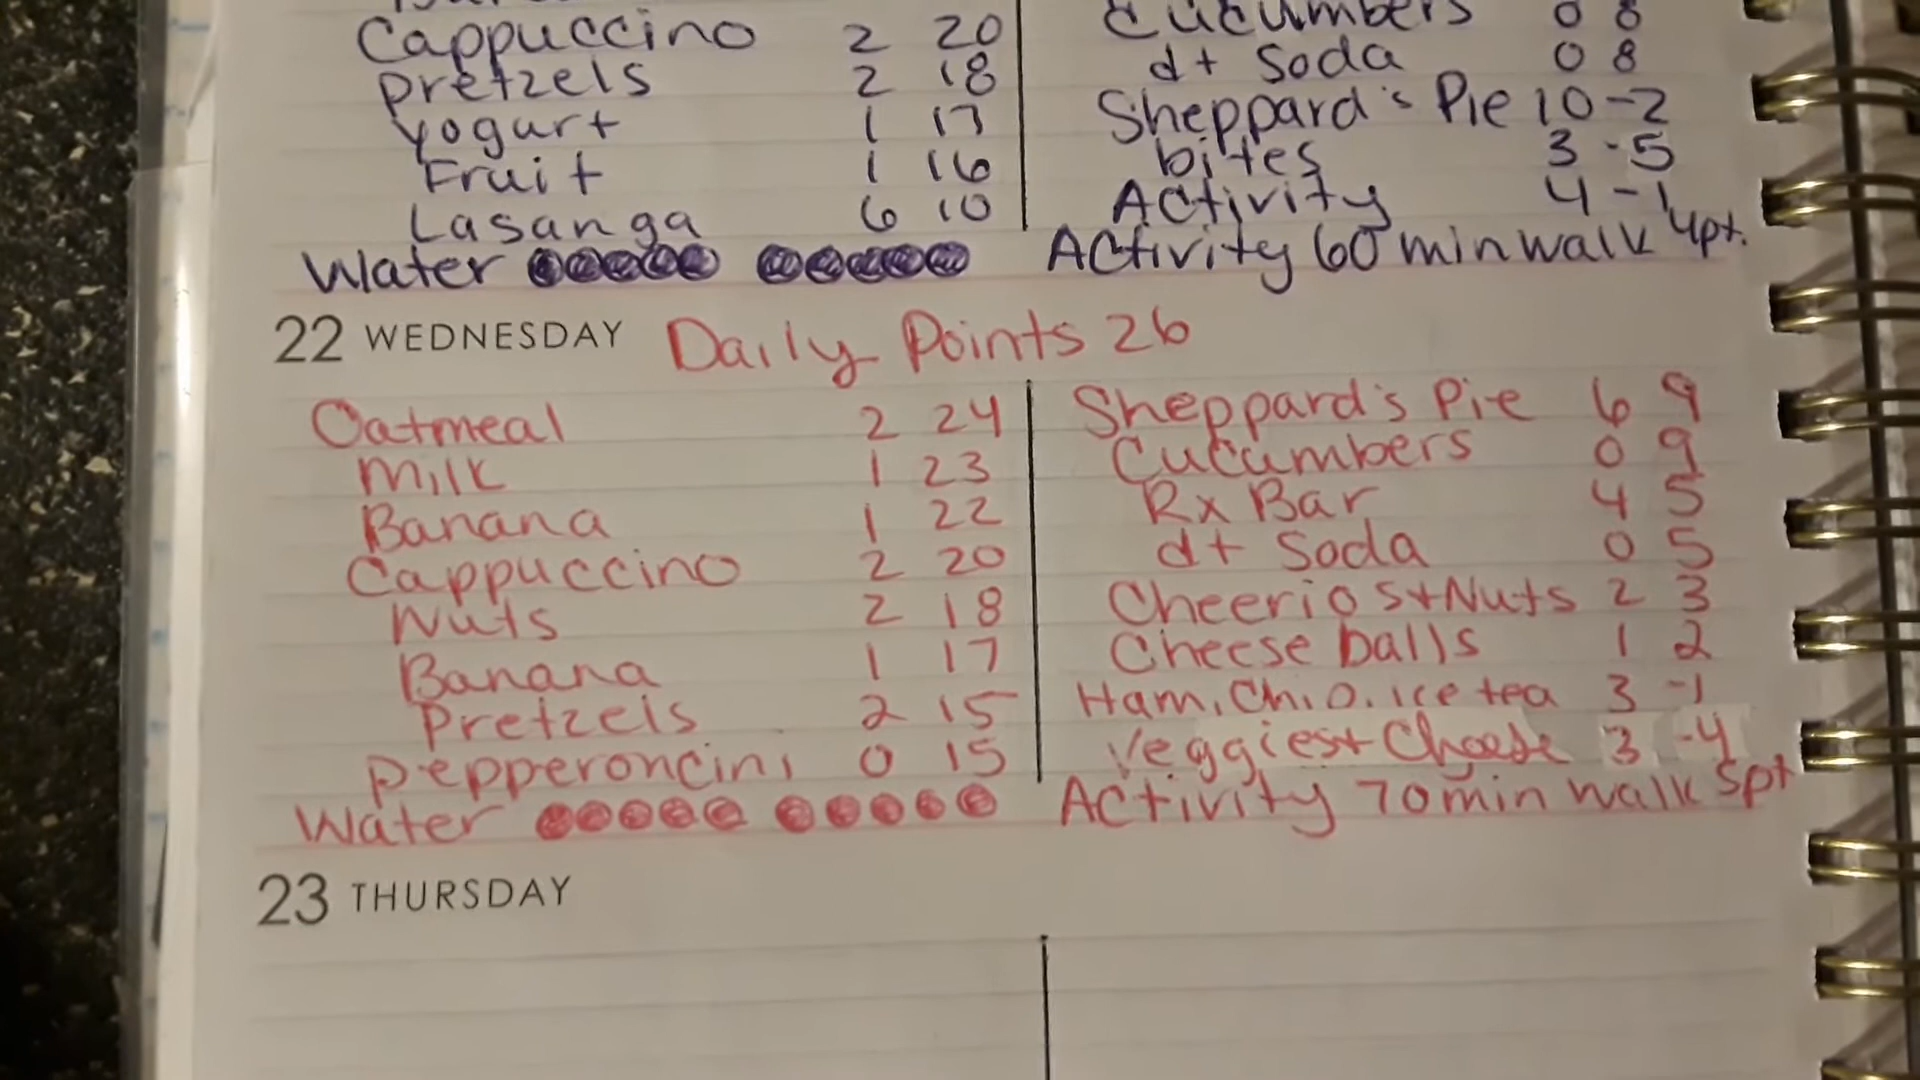 Cappuccino 2 20
Pretzels 2 18
Yogurt 1 17
Fruit 1 16
Lasanga 6 10
Water
Cucumbers 0 8
dt Soda 0 8
Sheppard's Pie 10 -2
bites 3 -5
Activity 4 -1
Activity 60 min walk 4pt.
22 WEDNESDAY Daily Points 26
Oatmeal 2 24
Milk 1 23
Banana 1 22
Cappuccino 2 20
Nuts 2 18
Banana 1 17
Pretzels 2 15
Pepperoncini 0 15
Water
Sheppard's Pie 6 9
Cucumbers 0 9
Rx Bar 4 5
dt Soda 0 5
Cheerios+Nuts 2 3
Cheese balls 1 2
Ham, Ch, O. ice tea 3 -1
Veggies+ Cheese 3 -4
Activity 70 min walk 5pt
23 THURSDAY